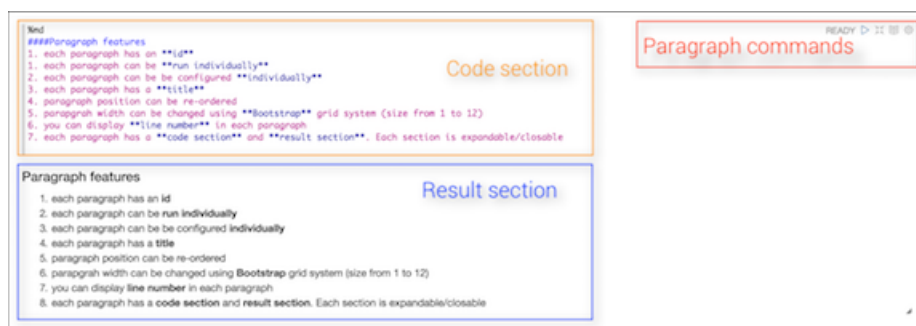 %md
####Paragraph features
1. each paragraph has an **id**
1. each paragraph can be **run individually**
2. each paragraph can be be configured **individually**
3. each paragraph has a **title**
4. paragraph position can be re-ordered
5. parapgrah width can be changed using **Bootstrap** grid system (size from 1 to 12)
6. you can display **line number** in each paragraph
7. each paragraph has a **code section** and **result section**. Each section is expandable/closable
Code section
READY
Paragraph commands
Paragraph features
1. each paragraph has an id
2. each paragraph can be run individually
3. each paragraph can be be configured individually
4. each paragraph has a title
5. paragraph position can be re-ordered
6. parapgrah width can be changed using Bootstrap grid system (size from 1 to 12)
7. you can display line number in each paragraph
8. each paragraph has a code section and result section. Each section is expandable/closable
Result section